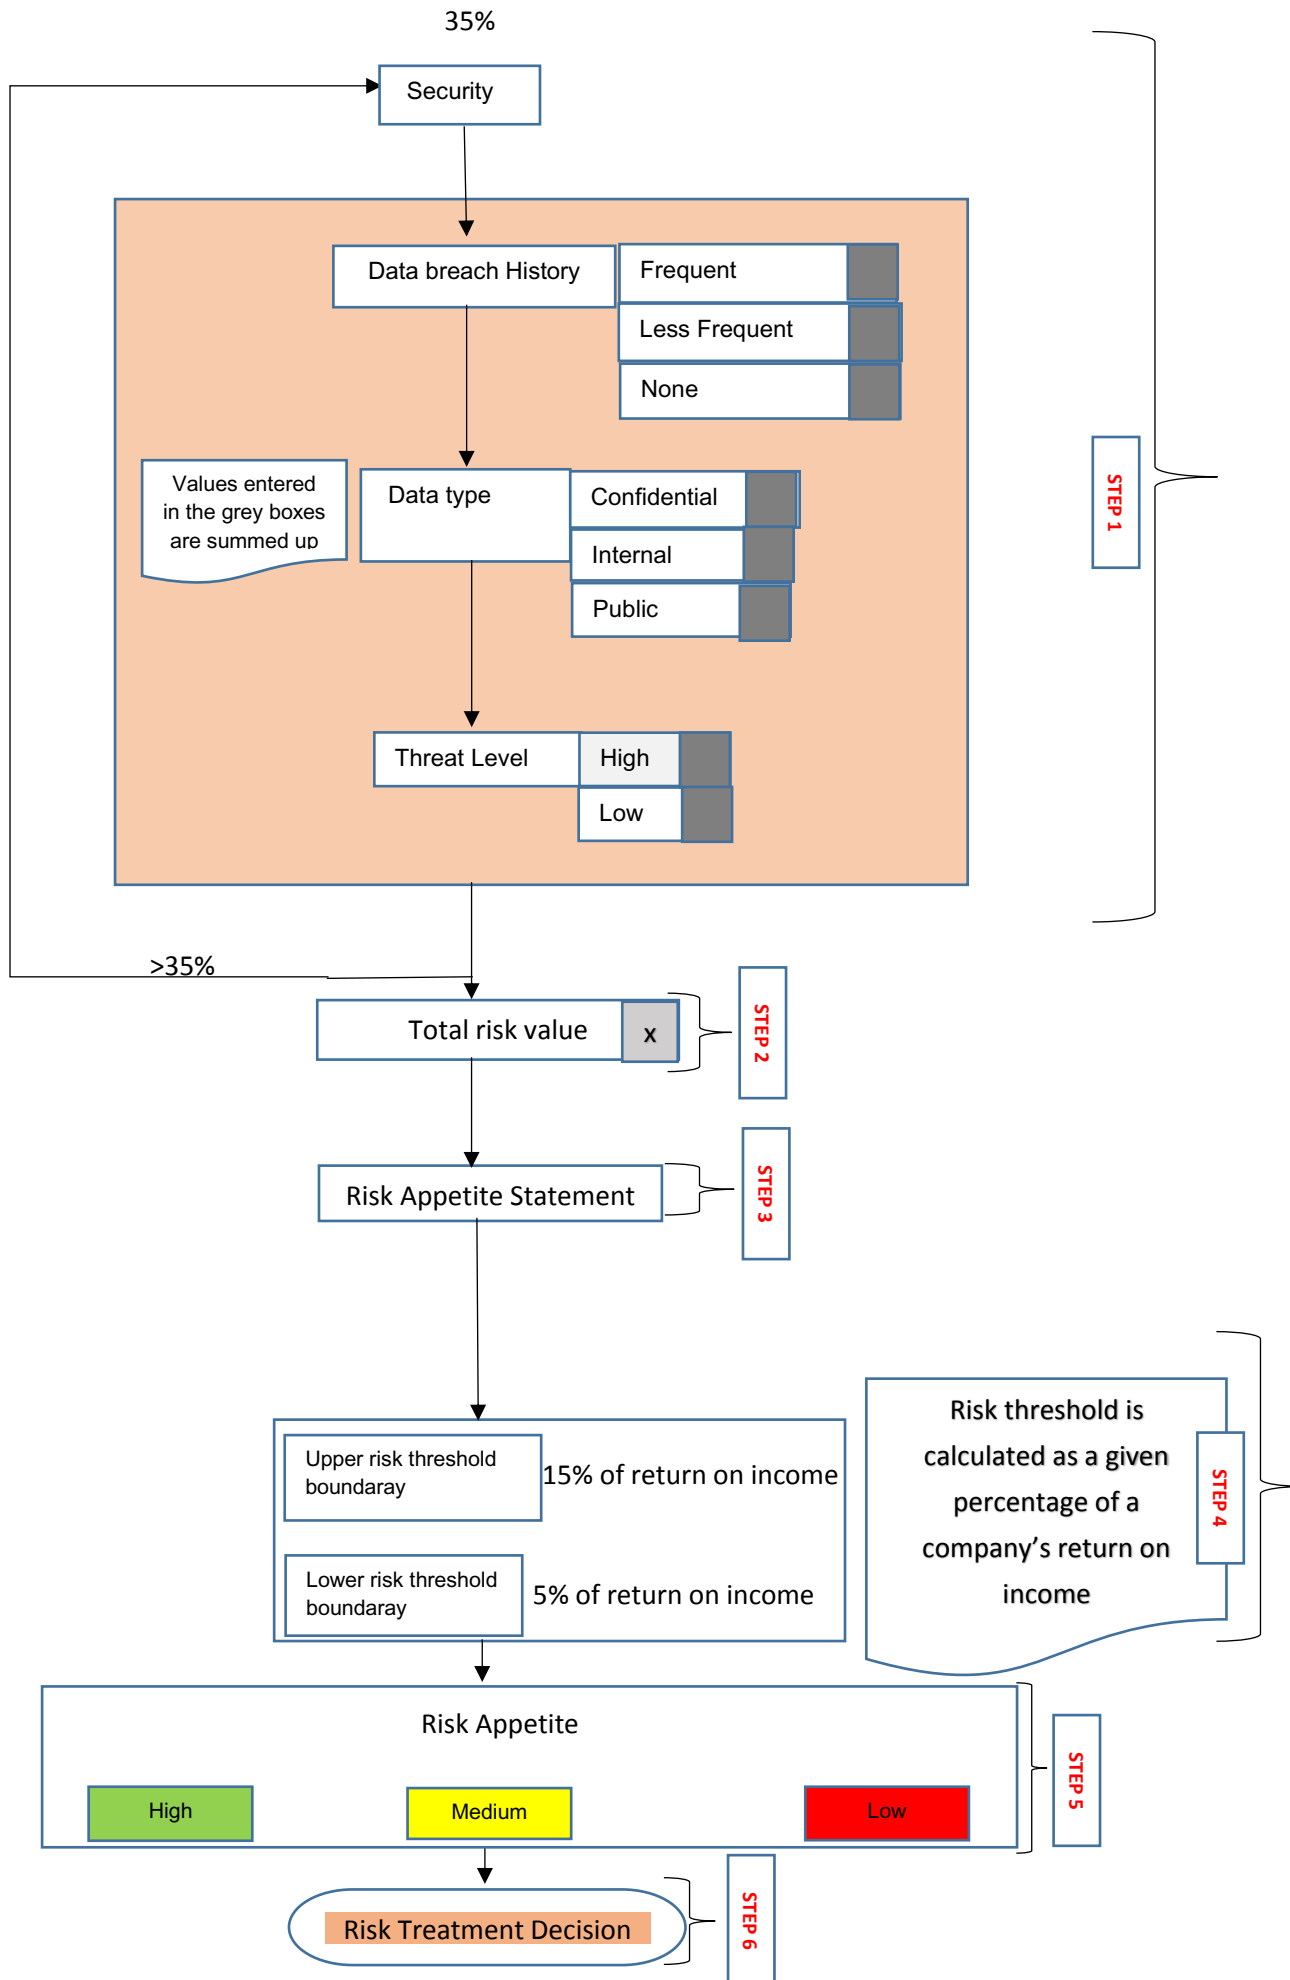 35%
Security
Data breach History
Frequent
Less Frequent
None
Values entered
in the grey boxes
are summed up
Data type
Confidential
Internal
Public
STEP 1
Threat Level
High
Low
>35%
Total risk value
x
STEP 2
Risk Appetite Statement
STEP 3
Upper risk threshold
boundaray
15% of return on income
Lower risk threshold
boundaray
5% of return on income
Risk threshold is
calculated as a given
percentage of a
company’s return on
income
STEP 4
Risk Appetite
High
Medium
Low
STEP 5
Risk Treatment Decision
STEP 6